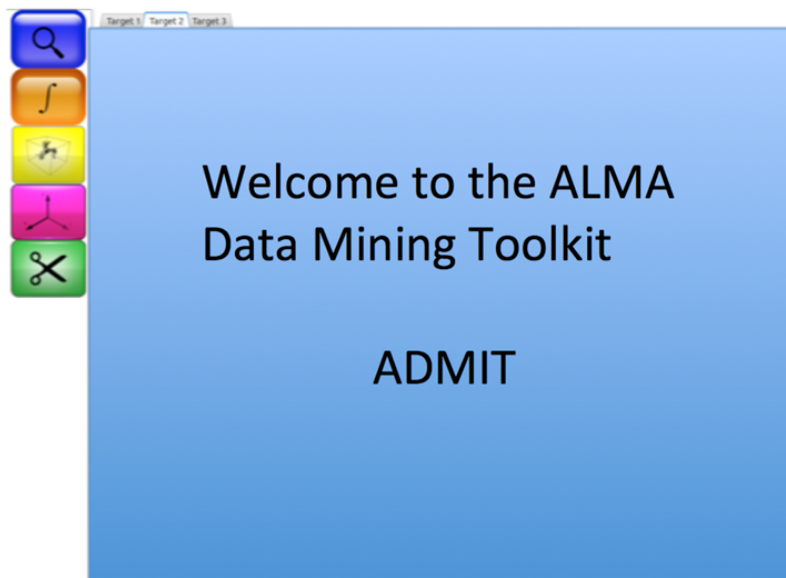 Target 1 Target 2 Target 3
Welcome to the ALMA
Data Mining Toolkit
ADMIT